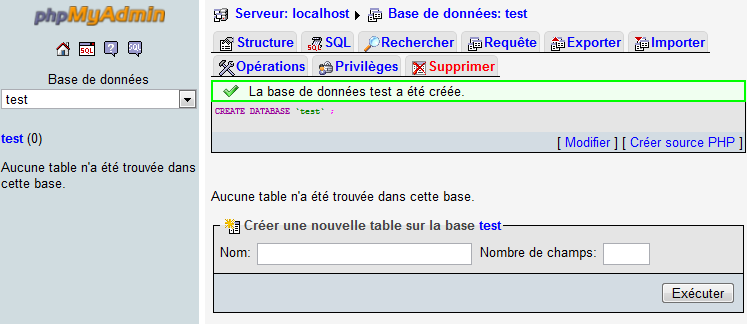 phpMyAdmin
SQL
SQL
Base de données
test
test (0)
Aucune table n'a été trouvée dans
cette base.
Serveur: localhost Base de données: test
Structure SQL Rechercher Requête Exporter Importer
Opérations Privilèges Supprimer
La base de données test a été créée.
CREATE DATABASE `test` ;
[ Modifier ] [ Créer source PHP ]
Aucune table n'a été trouvée dans cette base.
Créer une nouvelle table sur la base test
Nom: Nombre de champs:
Exécuter